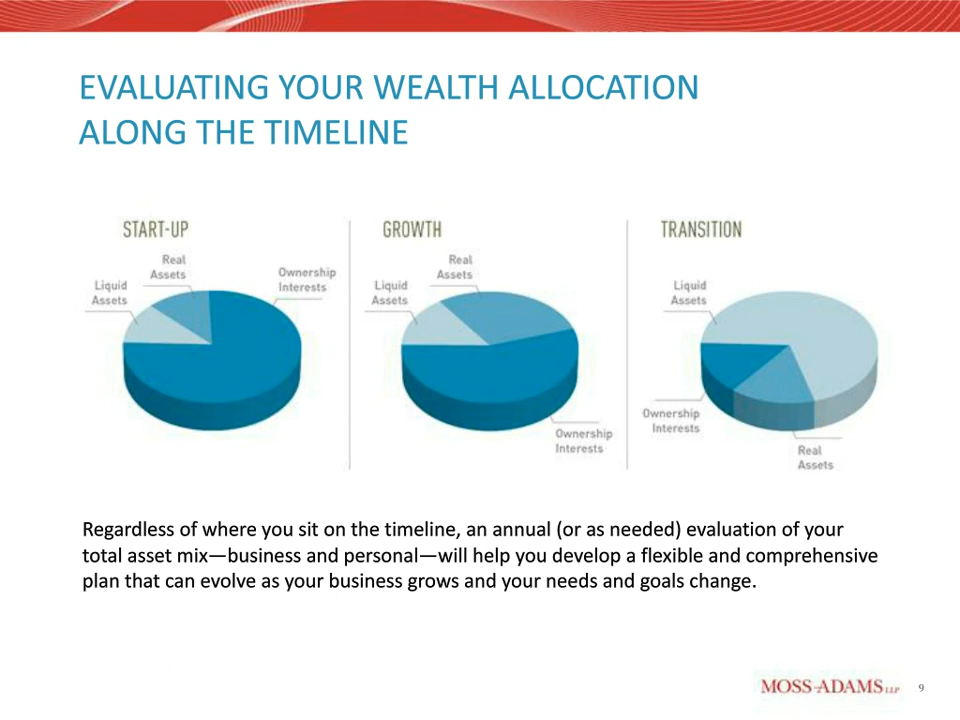 EVALUATING YOUR WEALTH ALLOCATION
ALONG THE TIMELINE
START-UP
Real
Assets
Liquid
Assets
Ownership
Interests
GROWTH
Real
Assets
Liquid
Assets
Ownership
Interests
TRANSITION
Liquid
Assets
Ownership
Interests
Real
Assets
Regardless of where you sit on the timeline, an annual (or as needed) evaluation of your
total asset mix—business and personal—will help you develop a flexible and comprehensive
plan that can evolve as your business grows and your needs and goals change.
MOSS-ADAMS LLP
9